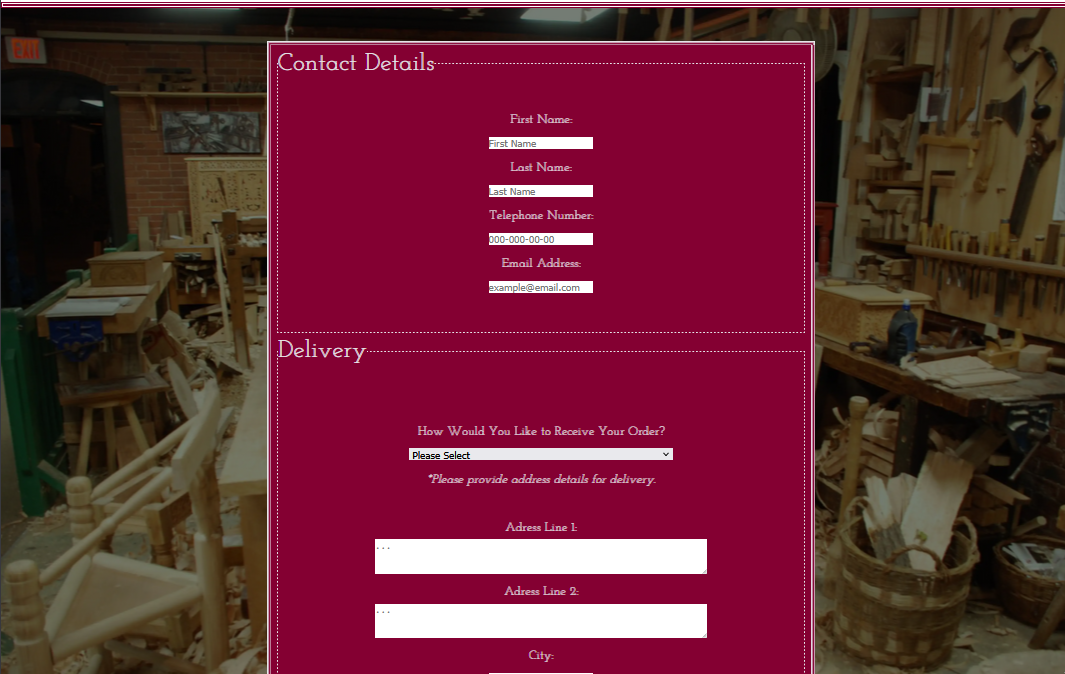 EXIT
Contact Details
First Name:
First Name
Last Name:
Last Name
Telephone Number:
000-000-00-00
Email Address:
example@email.com
Delivery
How Would You Like to Receive Your Order?
Please Select
*Please provide address details for delivery.
Adress Line 1:
...
Adress Line 2:
...
City: